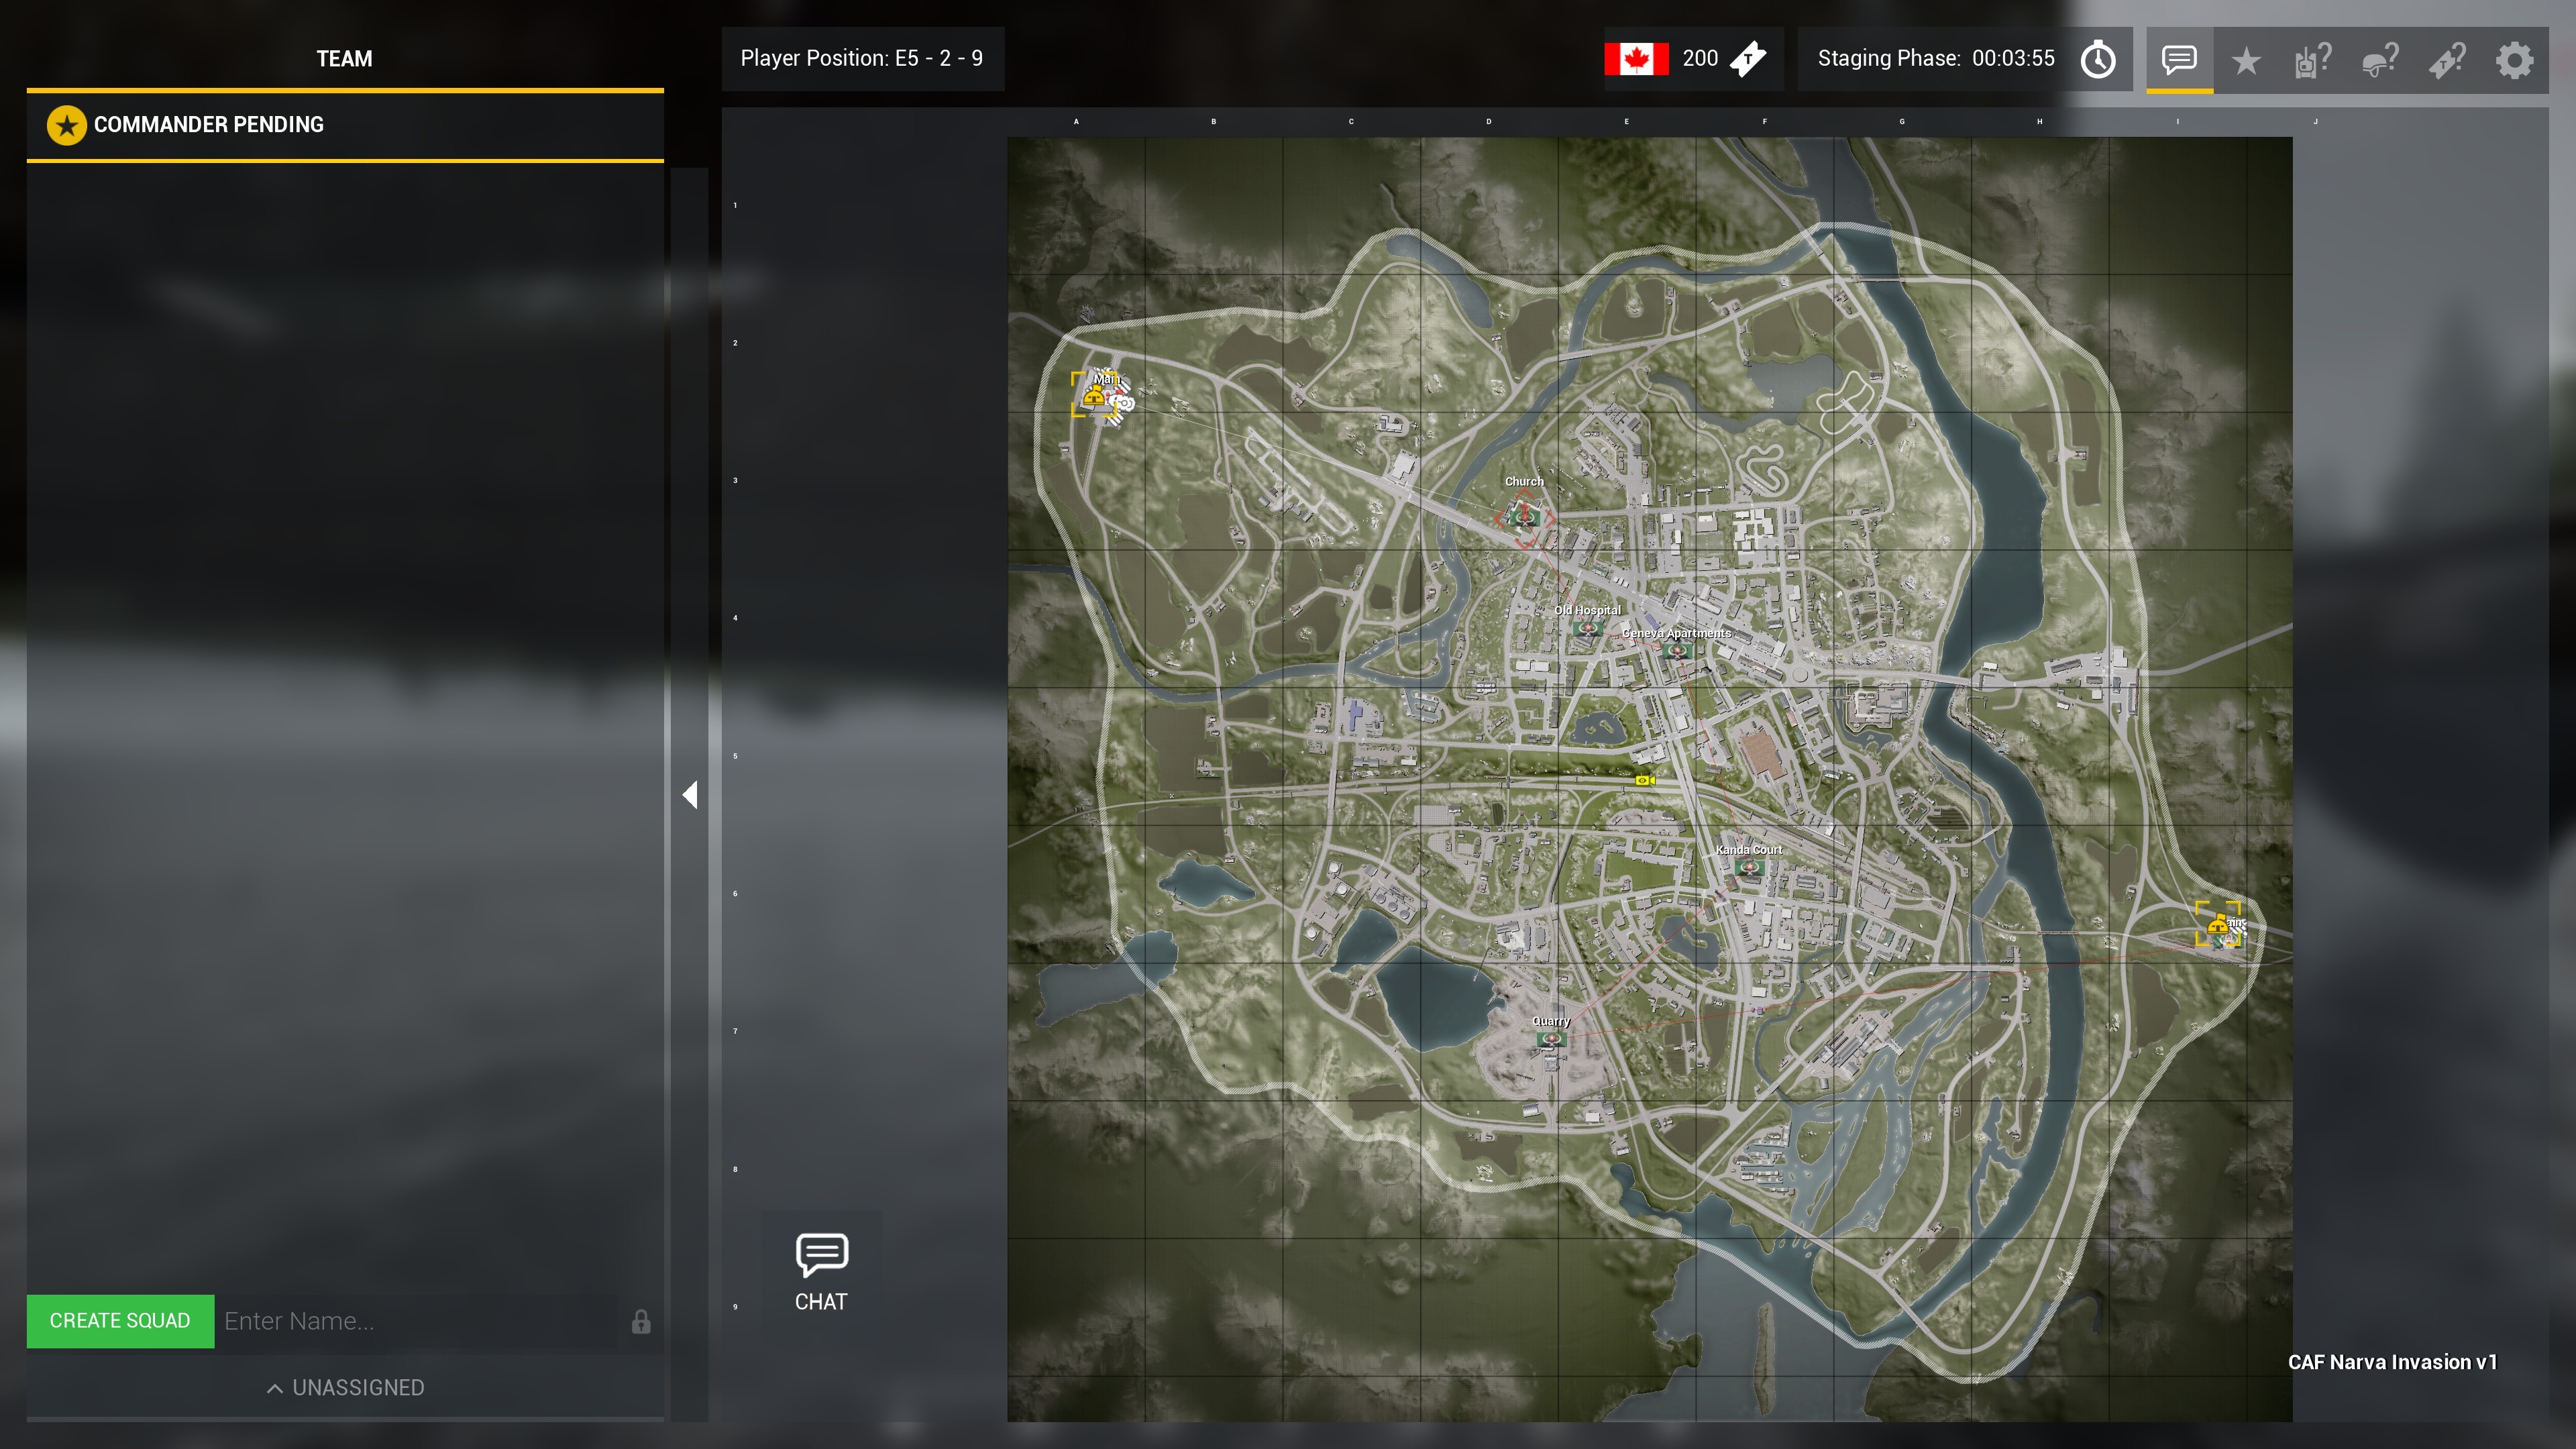 TEAM
Player Position: E5 - 2 - 9
200
Staging Phase: 00:03:55
COMMANDER PENDING
A B C D E F G H I J
1
2
Main
3
Church
4
Old Hospital
Geneva Apartments
5
Kanda Court
6
7
Quarry
8
CHAT
9
CREATE SQUAD Enter Name...
CAF Narva Invasion v1
UNASSIGNED